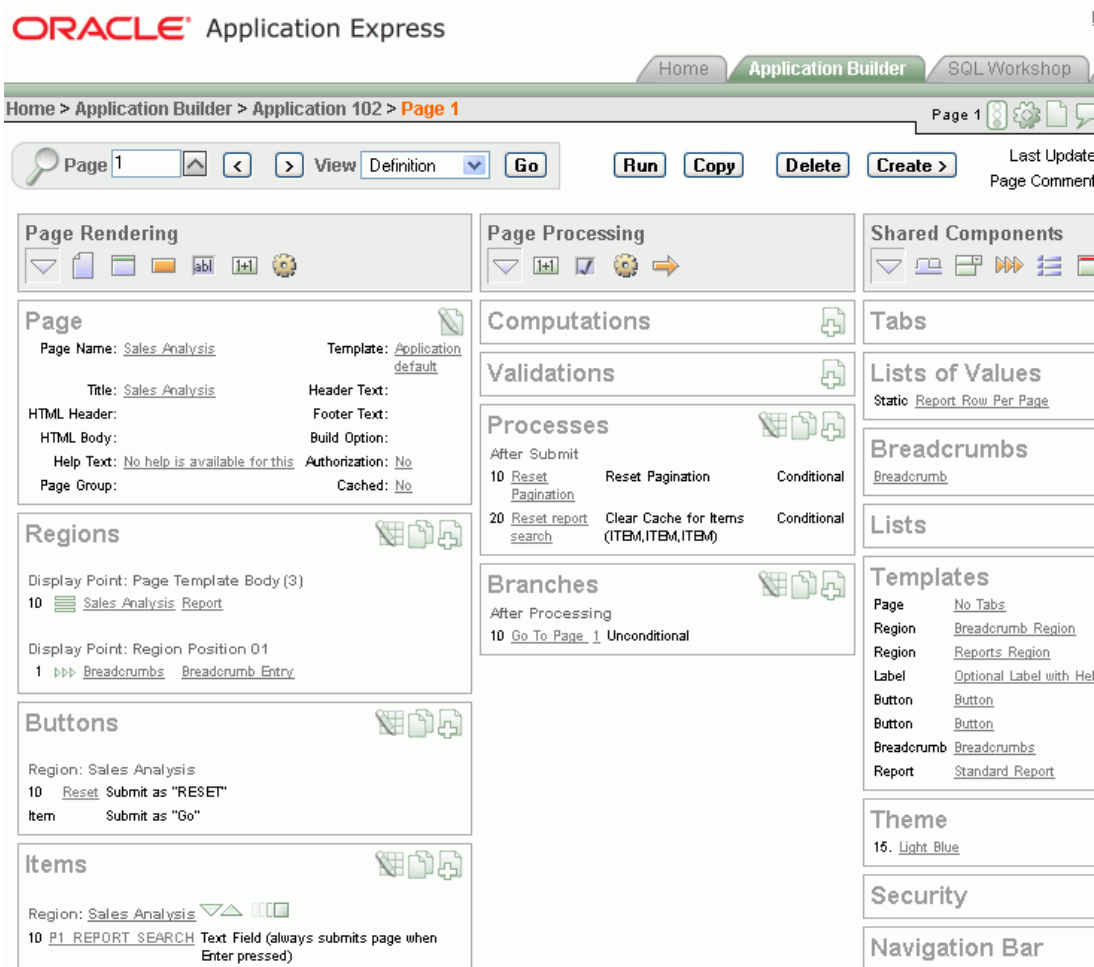 ORACLE® Application Express
Home Application Builder SQL Workshop
Home > Application Builder > Application 102 > Page 1
Page 1
Page 1 < > View Definition Go Run Copy Delete Create >
Last Update
Page Comment
Page Rendering
abl 1+1
Page
Page Name: Sales Analysis Template: Application default
Title: Sales Analysis Header Text:
HTML Header: Footer Text:
HTML Body: Build Option:
Help Text: No help is available for this Authorization: No
Page Group: Cached: No
Regions
Display Point: Page Template Body (3)
10 Sales Analysis Report
Display Point: Region Position 01
1 Breadcrumbs Breadcrumb Entry
Buttons
Region: Sales Analysis
10 Reset Submit as "RESET"
Item Submit as "Go"
Items
Region: Sales Analysis
10 P1_REPORT_SEARCH Text Field (always submits page when
Enter pressed)
Page Processing
1+1
Computations
Validations
Processes
After Submit
10 Reset Pagination Reset Pagination Conditional
20 Reset report search Clear Cache for Items (ITEM,ITEM,ITEM) Conditional
Branches
After Processing
10 Go To Page 1 Unconditional
Shared Components
Tabs
Lists of Values
Static Report Row Per Page
Breadcrumbs
Breadcrumb
Lists
Templates
Page No Tabs
Region Breadcrumb Region
Region Reports Region
Label Optional Label with Hel
Button Button
Button Button
Breadcrumb Breadcrumbs
Report Standard Report
Theme
15. Light Blue
Security
Navigation Bar